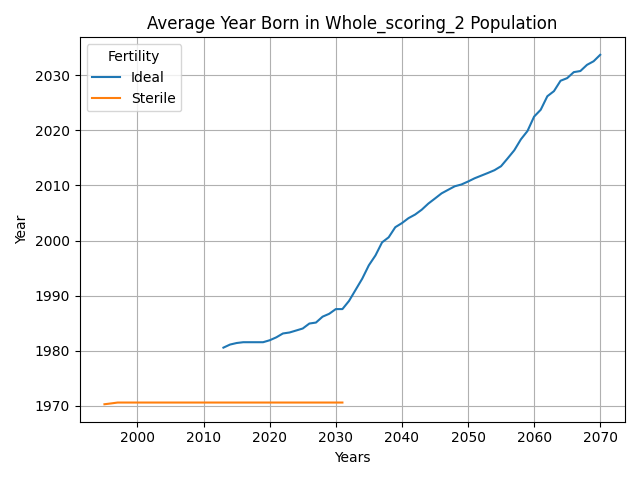 Average Year Born in Whole_scoring_2 Population
Fertility
Ideal
Sterile
Year
2030
2020
2010
2000
1990
1980
1970
2000 2010 2020 2030 2040 2050 2060 2070
Years